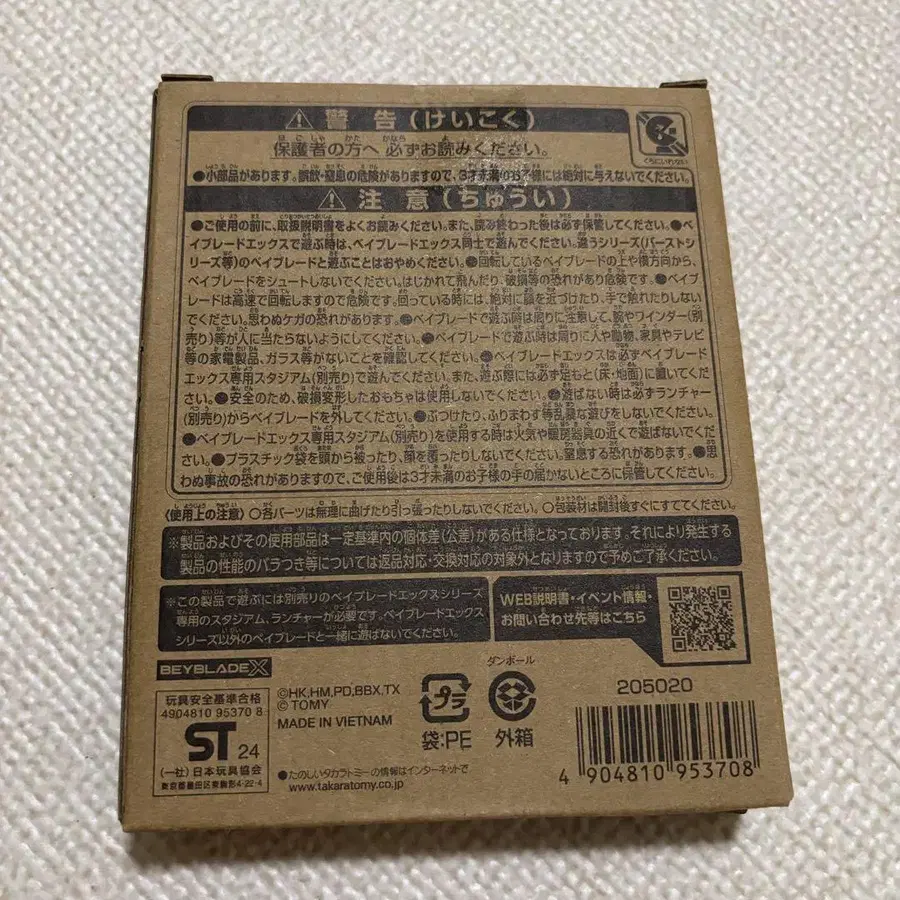 ⚠ 警告(けいこく)
保護者の方へ 必ずお読みください。
●小部品があります。誤飲・窒息の危険がありますので、3才未満のお子様には絶対に与えないでください。
くちにいれない
⚠ 注意(ちゅうい)
●ご使用の前に、取扱説明書をよくお読みください。また、読み終わった後は必ず保管してください。●ベ
イブレードエックスで遊ぶ時は、ベイブレードエックス同士で遊んでください。違うシリーズ(バーストシ
リーズ等)のベイブレードと遊ぶことはおやめください。●回転しているベイブレードの上や横方向から、
ベイブレードをシュートしないでください。はじかれて飛んだり、破損等の恐れがあり危険です。●ベイブ
レードは高速で回転しますので危険です。回っている時には、絶対に顔を近づけたり、手で触れたりしない
でください。思わぬケガの恐れがあります。●ベイブレードで遊ぶ時は周りに注意して、腕やワインダー(別
売り)等が人に当たらないようにしてください。●ベイブレードで遊ぶ時は周りに人や動物、家具やテレビ
等の家電製品、ガラス等がないことを確認してください。●ベイブレードエックスは必ずベイブレード
エックス専用スタジアム(別売り)で遊んでください。また、遊ぶ際には必ず足もと(床・地面)に置いてくだ
さい。●安全のため、破損変形したおもちゃは使用しないでください。●遊ばない時は必ずランチャー
(別売り)からベイブレードを外してください。●ぶつけたり、ふりまわす等乱暴な遊びをしないでください。
●ベイブレードエックス専用スタジアム(別売り)を使用する時は火気や暖房器具の近くで遊ばないでくだ
さい。●プラスチック袋を頭から被ったり、顔を覆ったりしないでください。窒息する恐れがあります。●思
わぬ事故の恐れがありますので、ご使用後は3才未満のお子様の手の届かないところに保管してください。
〈使用上の注意〉○各パーツは無理に曲げたり引っ張ったりしないでください。○包装材は開封後すぐにすててください。
※製品およびその使用部品は一定基準内の個体差(公差)がある仕様となっております。それにより発生する
製品の性能のバラつき等については返品対応・交換対応の対象外となりますので予めご了承ください。
※この製品で遊ぶには別売りのベイブレードエックスシリーズ
専用のスタジアム、ランチャーが必要です。ベイブレードエックス
シリーズ以外のベイブレードと一緒に遊ばないでください。
WEB説明書・イベント情報・
お問い合わせ先等はこちら
BEYBLADE X
玩具安全基準合格
4904810 95370 8
ST 24
(一社)日本玩具協会
東京都墨田区東駒形4-22-4
©HK,HM,PD,BBX,TX
© TOMY
MADE IN VIETNAM
プラ
袋:PE
ダンボール
外箱
●たのしいタカラトミーの情報はインターネットで
www.takaratomy.co.jp
205020
4 904810 953708